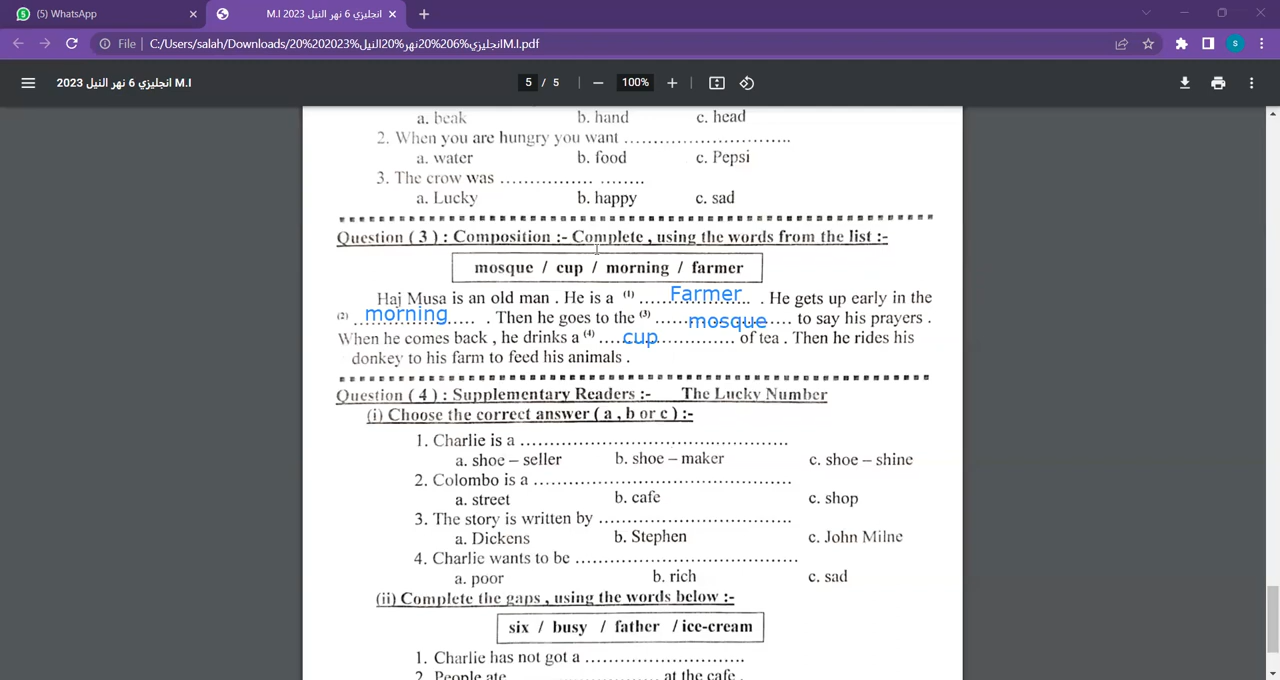 (5) WhatsApp
انجليزي 6 نهر النيل 2023 M.I
File C:/Users/salah/Downloads/20%202023%انجليزي%206%20نهر%20النيلM.I.pdf
انجليزي 6 نهر النيل 2023 M.I
5 / 5
100%
a. beak b. hand c. head
2. When you are hungry you want ..............................
a. water b. food c. Pepsi
3. The crow was ............... ........
a. Lucky b. happy c. sad
Question ( 3 ) : Composition :- Complete , using the words from the list :-
mosque / cup / morning / farmer
Haj Musa is an old man . He is a (1) ....Farmer.. . He gets up early in the
(2) ..morning..... . Then he goes to the (3) .....mosque.... to say his prayers .
When he comes back , he drinks a (4) ....cup............ of tea . Then he rides his
donkey to his farm to feed his animals .
Question ( 4 ) : Supplementary Readers :- The Lucky Number
(i) Choose the correct answer ( a , b or c ) :-
1. Charlie is a ................................................
a. shoe – seller b. shoe – maker c. shoe – shine
2. Colombo is a ..............................................
a. street b. cafe c. shop
3. The story is written by ..................................
a. Dickens b. Stephen c. John Milne
4. Charlie wants to be .......................................
a. poor b. rich c. sad
(ii) Complete the gaps , using the words below :-
six / busy / father / ice-cream
1. Charlie has not got a ............................
2. People ate .......................... at the cafe .